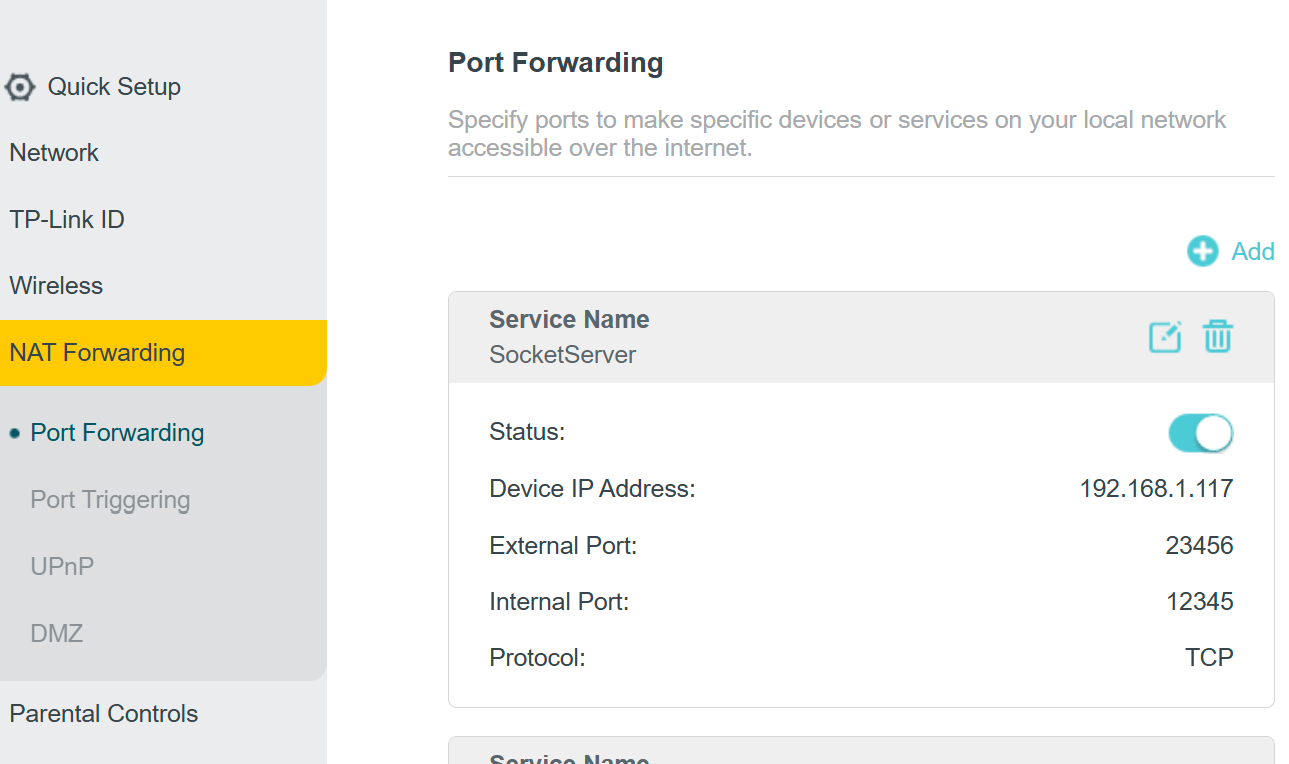 Quick Setup
Network
TP-Link ID
Wireless
NAT Forwarding
Port Forwarding
Port Triggering
UPnP
DMZ
Parental Controls
Port Forwarding
Specify ports to make specific devices or services on your local network
accessible over the internet.
Add
Service Name
SocketServer
Status:
Device IP Address: 192.168.1.117
External Port: 23456
Internal Port: 12345
Protocol: TCP
Service Name